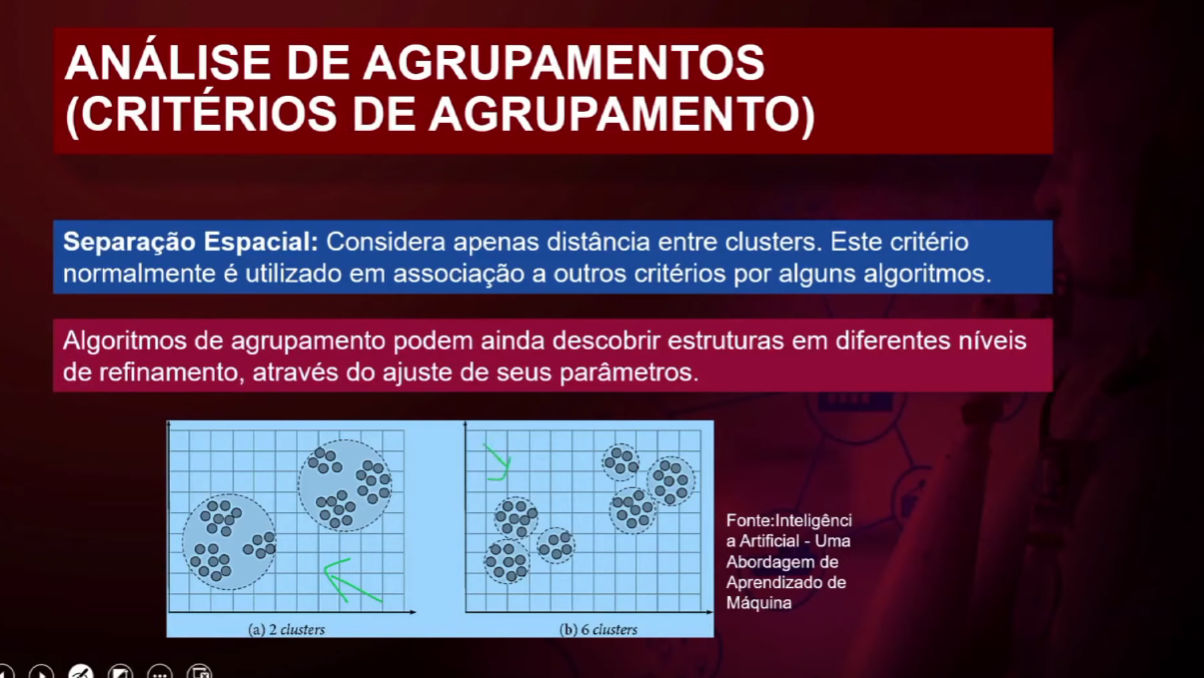 ANÁLISE DE AGRUPAMENTOS
(CRITÉRIOS DE AGRUPAMENTO)
Separação Espacial: Considera apenas distância entre clusters. Este critério
normalmente é utilizado em associação a outros critérios por alguns algoritmos.
Algoritmos de agrupamento podem ainda descobrir estruturas em diferentes níveis
de refinamento, através do ajuste de seus parâmetros.
(a) 2 clusters
(b) 6 clusters
Fonte:Inteligênci
a Artificial - Uma
Abordagem de
Aprendizado de
Máquina